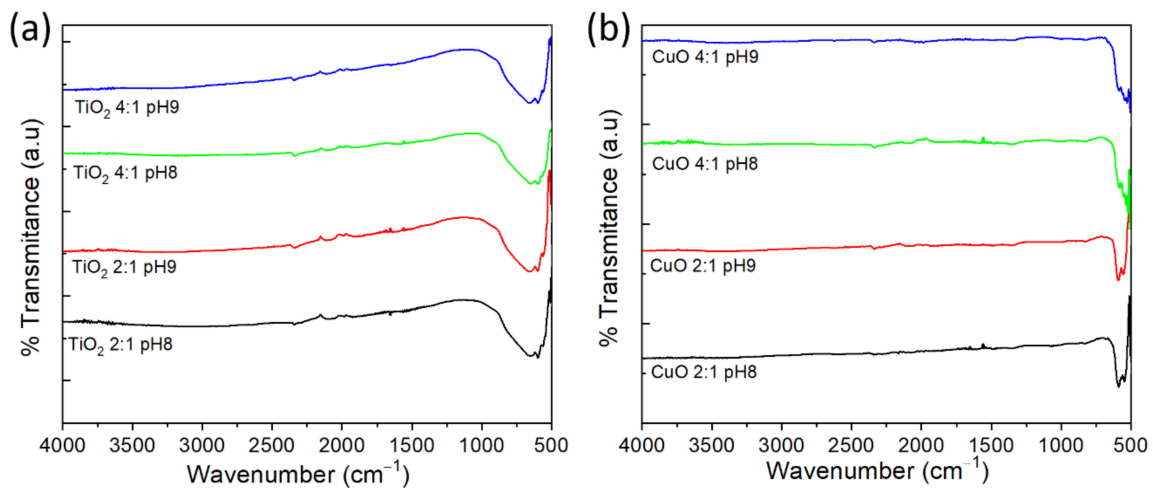 (a)
% Transmitance (a.u)
TiO₂ 4:1 pH9
TiO₂ 4:1 pH8
TiO₂ 2:1 pH9
TiO₂ 2:1 pH8
4000 3500 3000 2500 2000 1500 1000 500
Wavenumber (cm⁻¹)
(b)
% Transmitance (a.u)
CuO 4:1 pH9
CuO 4:1 pH8
CuO 2:1 pH9
CuO 2:1 pH8
4000 3500 3000 2500 2000 1500 1000 500
Wavenumber (cm⁻¹)